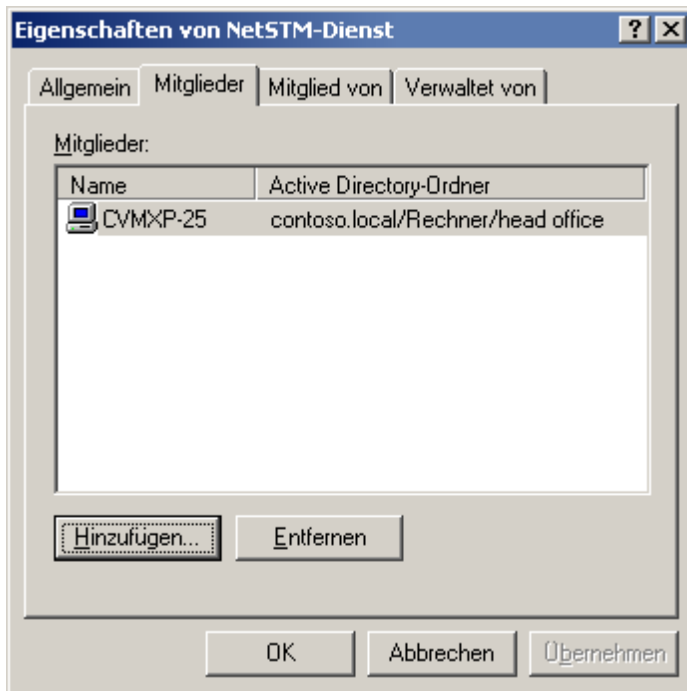 Eigenschaften von NetSTM-Dienst
Allgemein Mitglieder Mitglied von Verwaltet von
Mitglieder:
Name Active Directory-Ordner
CVMXP-25 contoso.local/Rechner/head office
Hinzufügen... Entfernen
OK Abbrechen Übernehmen